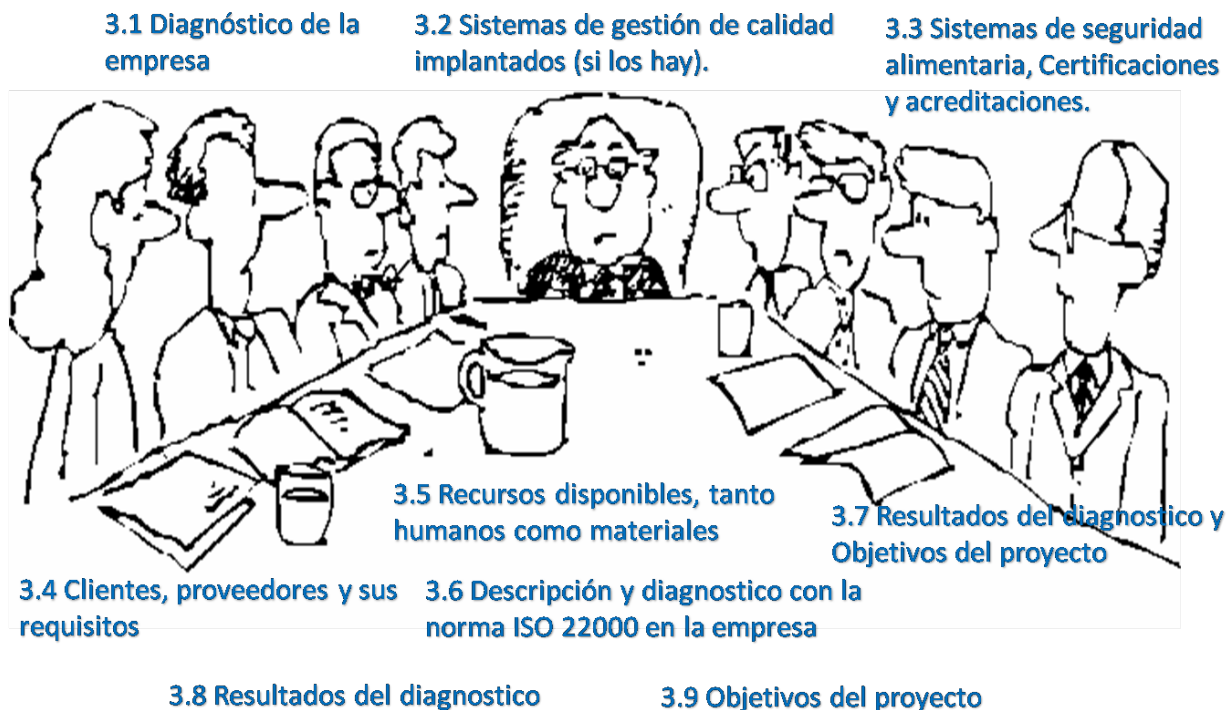 3.1 Diagnóstico de la
empresa
3.2 Sistemas de gestión de calidad
implantados (si los hay).
3.3 Sistemas de seguridad
alimentaria, Certificaciones
y acreditaciones.
3.5 Recursos disponibles, tanto
humanos como materiales
3.7 Resultados del diagnostico y
Objetivos del proyecto
3.4 Clientes, proveedores y sus
requisitos
3.6 Descripción y diagnostico con la
norma ISO 22000 en la empresa
3.8 Resultados del diagnostico
3.9 Objetivos del proyecto